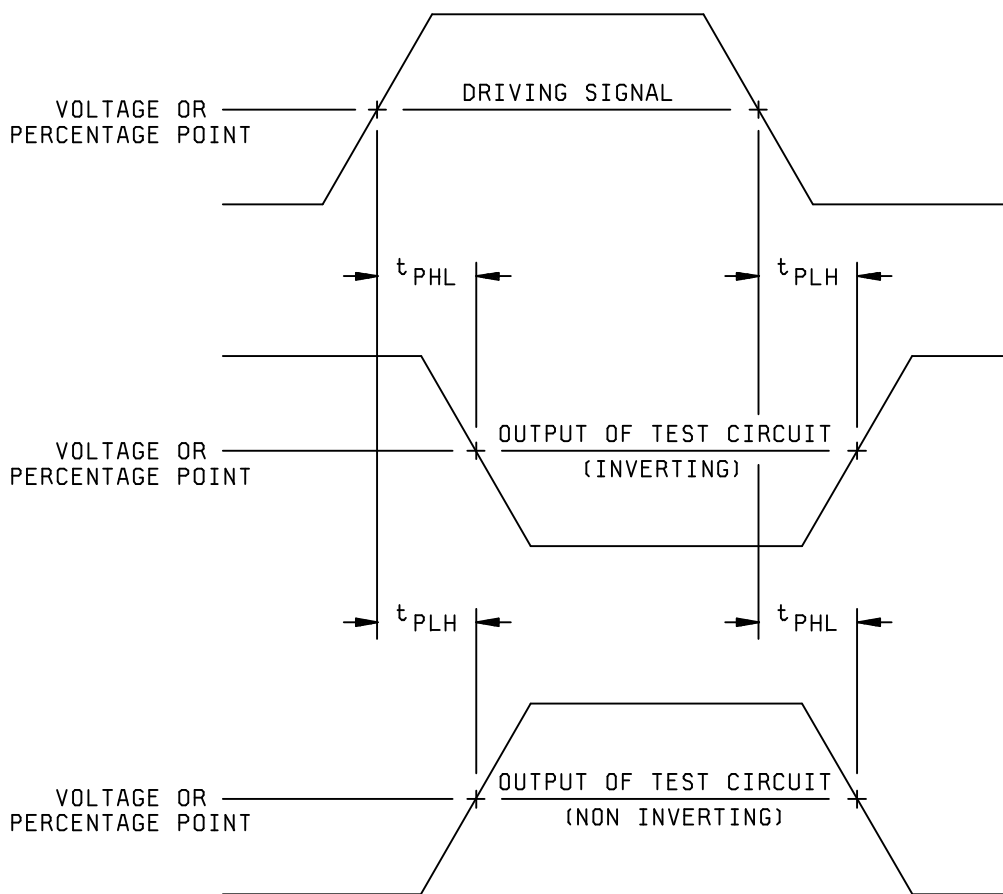 DRIVING SIGNAL
VOLTAGE OR
PERCENTAGE POINT
tPHL
tPLH
OUTPUT OF TEST CIRCUIT
(INVERTING)
VOLTAGE OR
PERCENTAGE POINT
tPLH
tPHL
OUTPUT OF TEST CIRCUIT
(NON INVERTING)
VOLTAGE OR
PERCENTAGE POINT